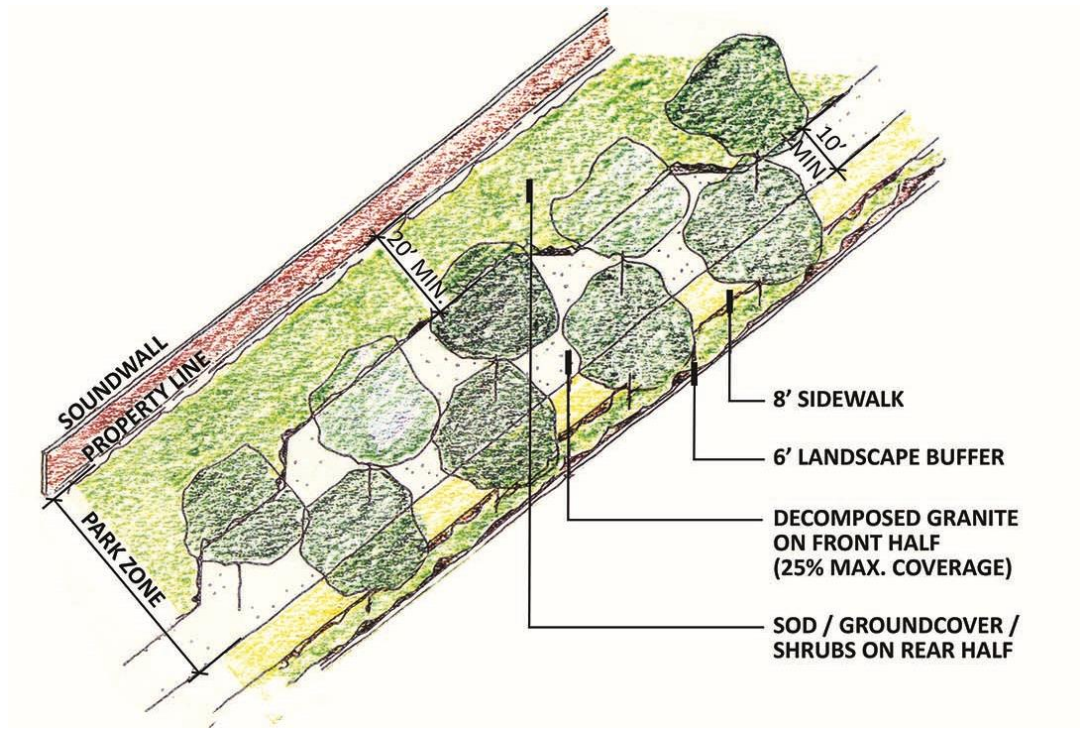 10'
MIN.
20' MIN.
SOUNDWALL
PROPERTY LINE
PARK ZONE
8' SIDEWALK
6' LANDSCAPE BUFFER
DECOMPOSED GRANITE
ON FRONT HALF
(25% MAX. COVERAGE)
SOD / GROUNDCOVER /
SHRUBS ON REAR HALF